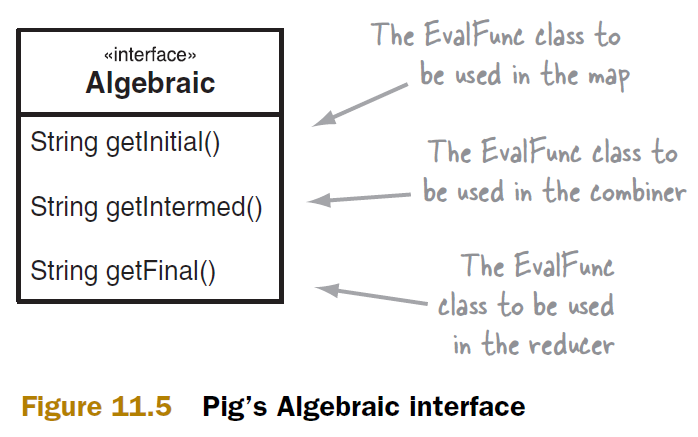 «interface»
Algebraic
String getInitial()
String getIntermed()
String getFinal()
The EvalFunc class to
be used in the map
The EvalFunc class to
be used in the combiner
The EvalFunc
class to be used
in the reducer
Figure 11.5 Pig's Algebraic interface